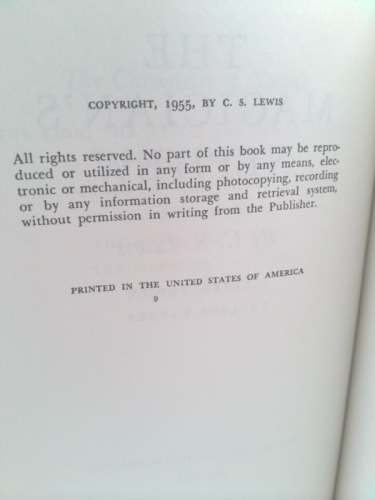 COPYRIGHT, 1955, BY C. S. LEWIS
All rights reserved. No part of this book may be repro-
duced or utilized in any form or by any means, elec-
tronic or mechanical, including photocopying, recording
or by any information storage and retrieval system,
without permission in writing from the Publisher.
PRINTED IN THE UNITED STATES OF AMERICA
9